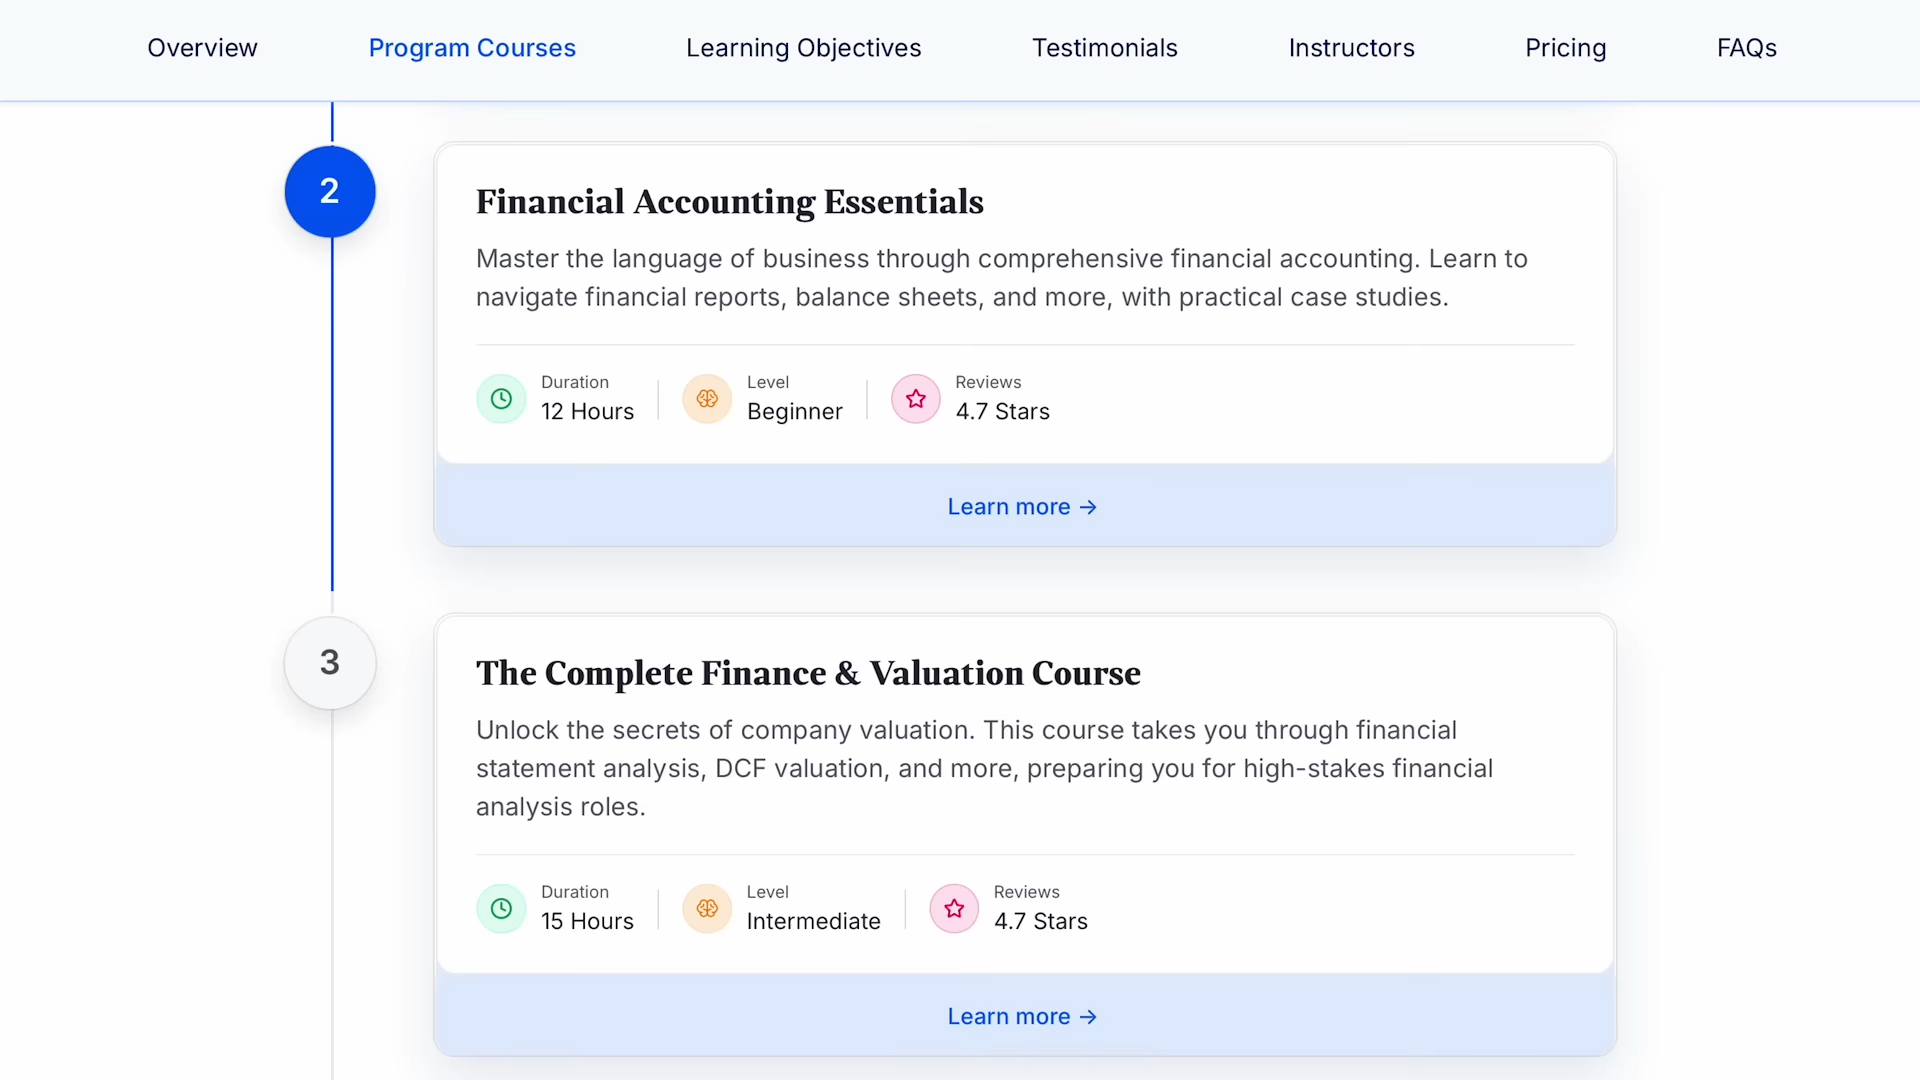 Overview Program Courses Learning Objectives Testimonials Instructors Pricing FAQs
2
Financial Accounting Essentials
Master the language of business through comprehensive financial accounting. Learn to
navigate financial reports, balance sheets, and more, with practical case studies.
Duration Level Reviews
12 Hours Beginner 4.7 Stars
Learn more →
3
The Complete Finance & Valuation Course
Unlock the secrets of company valuation. This course takes you through financial
statement analysis, DCF valuation, and more, preparing you for high-stakes financial
analysis roles.
Duration Level Reviews
15 Hours Intermediate 4.7 Stars
Learn more →